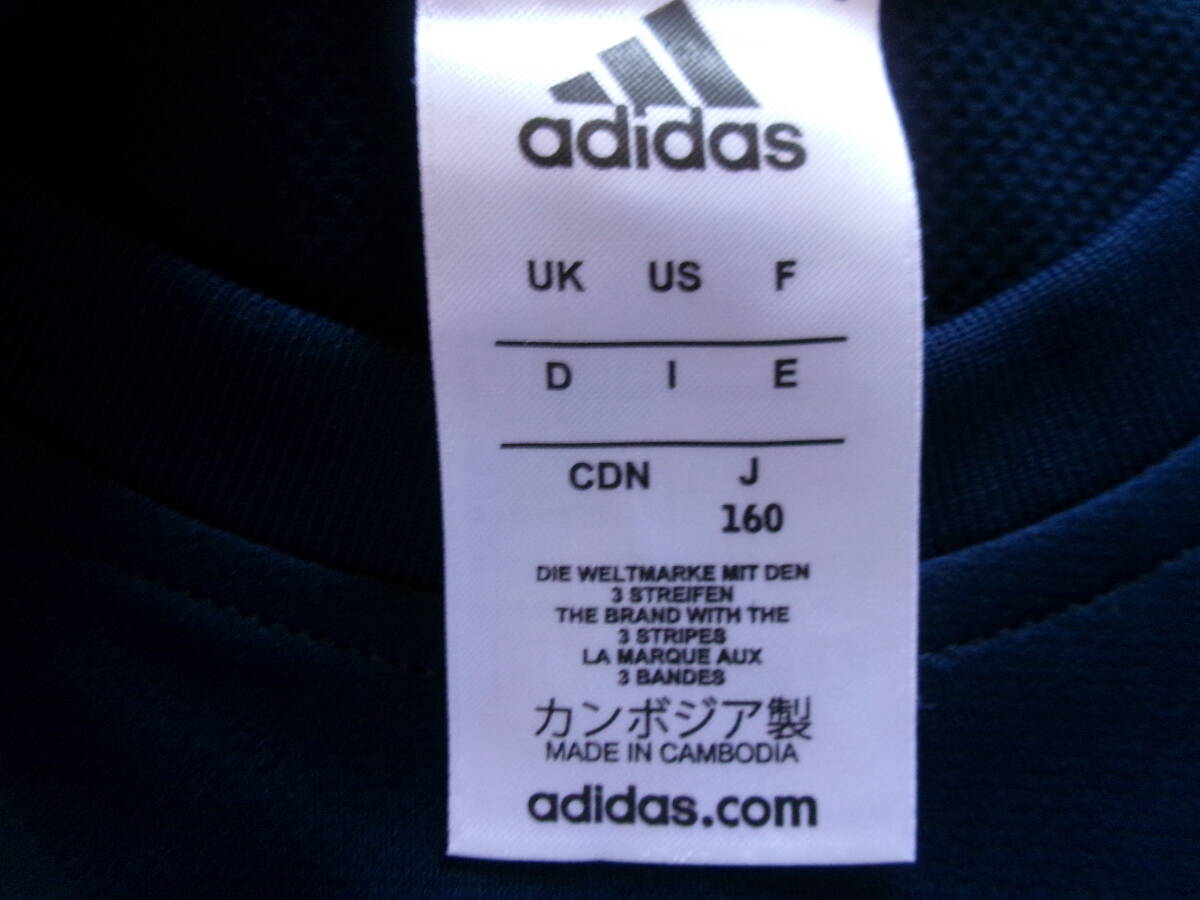 adidas
UK US F
D I E
CDN J
160
DIE WELTMARKE MIT DEN
3 STREIFEN
THE BRAND WITH THE
3 STRIPES
LA MARQUE AUX
3 BANDES
カンボジア製
MADE IN CAMBODIA
adidas.com